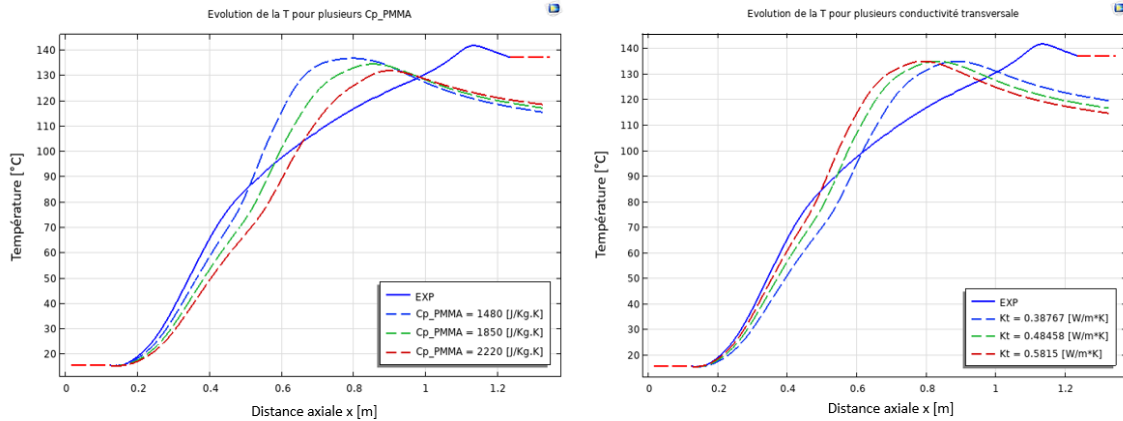 Evolution de la T pour plusieurs Cp_PMMA
Température [°C]
140
130
120
110
100
90
80
70
60
50
40
30
20
0
0.2
0.4
0.6
0.8
1
1.2
EXP
Cp_PMMA = 1480 [J/Kg.K]
Cp_PMMA = 1850 [J/Kg.K]
Cp_PMMA = 2220 [J/Kg.K]
Distance axiale x [m]
Evolution de la T pour plusieurs conductivité transversale
Température [°C]
140
130
120
110
100
90
80
70
60
50
40
30
20
0
0.2
0.4
0.6
0.8
1
1.2
EXP
Kt = 0.38767 [W/m*K]
Kt = 0.48458 [W/m*K]
Kt = 0.5815 [W/m*K]
Distance axiale x [m]